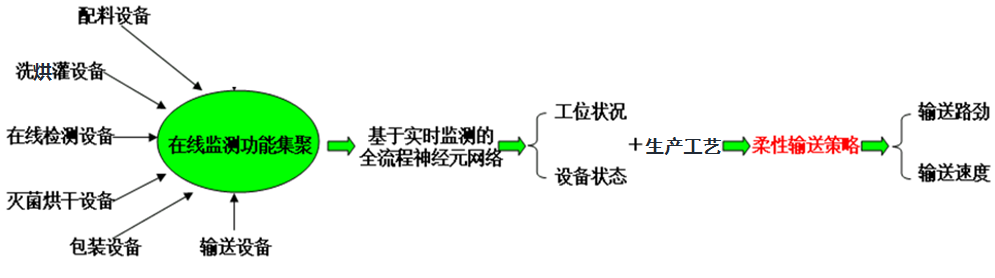 配料设备
洗烘灌设备
在线检测设备
灭菌烘干设备
包装设备
输送设备
在线监测功能集聚
基于实时监测的
全流程神经元网络
工位状况
设备状态
+生产工艺
柔性输送策略
输送路劲
输送速度